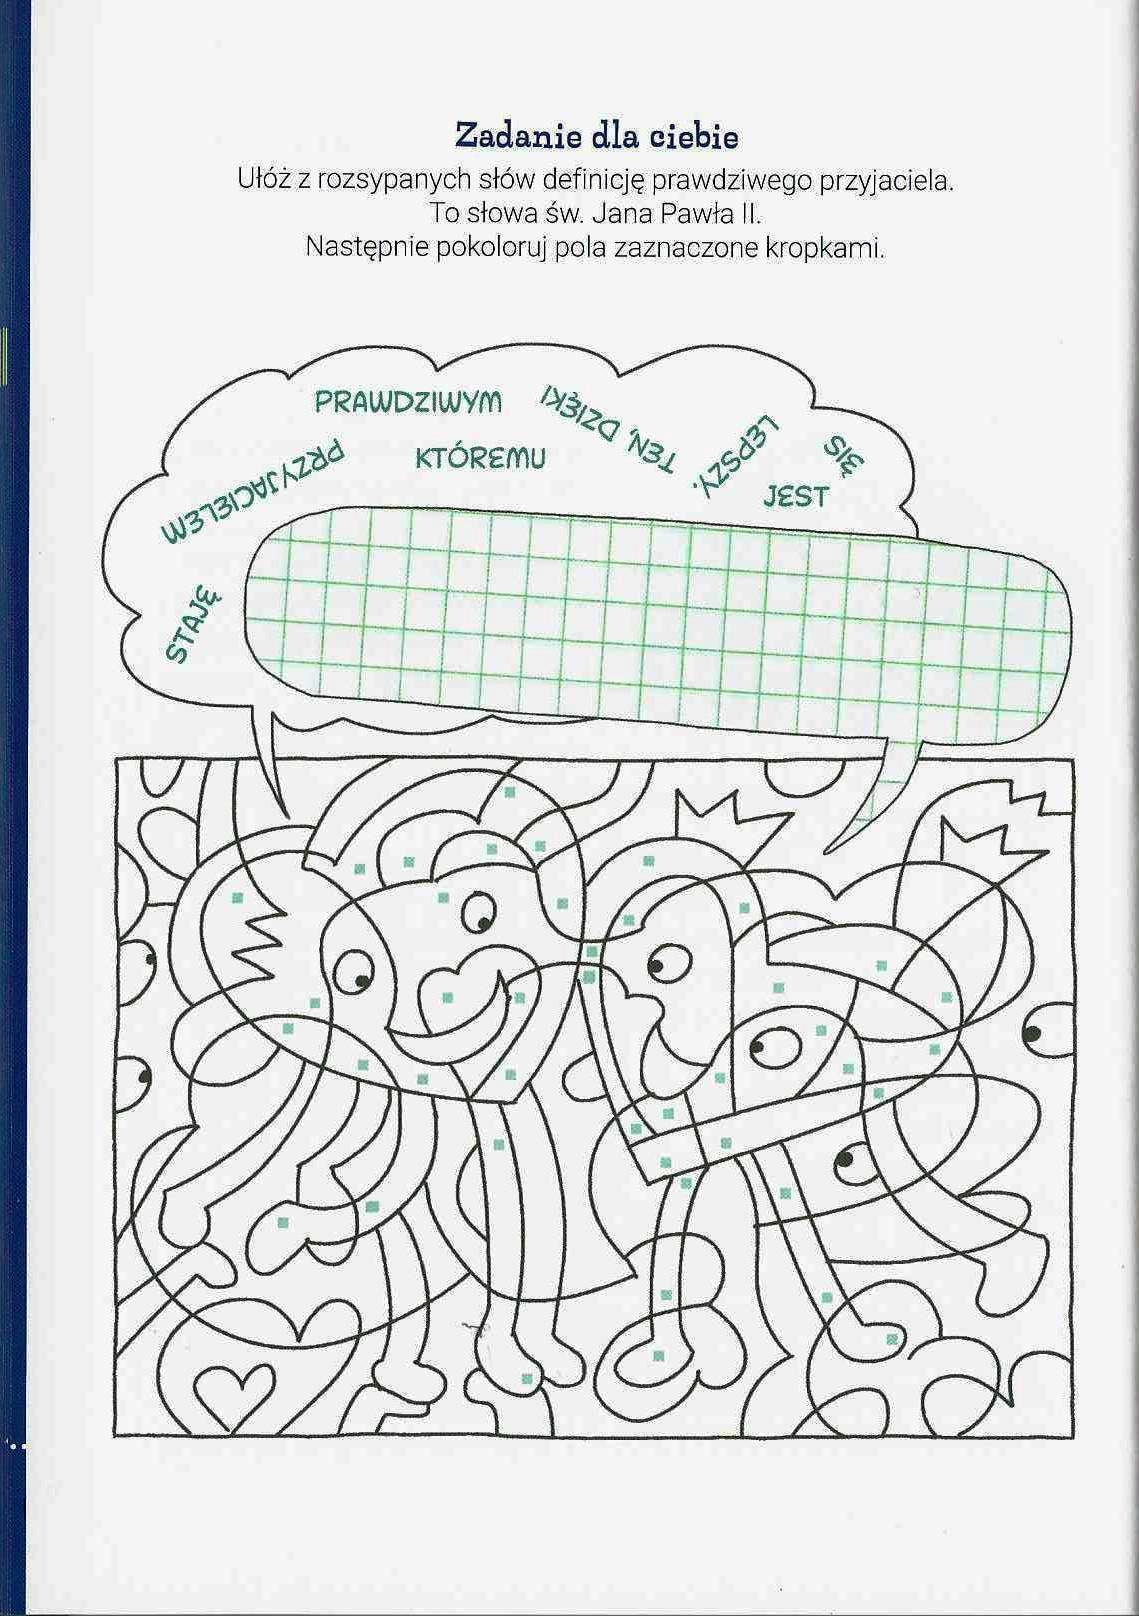 Zadanie dla ciebie
Ułóż z rozsypanych słów definicję prawdziwego przyjaciela.
To słowa św. Jana Pawła II.
Następnie pokoloruj pola zaznaczone kropkami.
PRAWDZIWYM
TEN, DZIĘKI
LEPSZY.
SIĘ
PRZYJACIELEM
KTÓREMU
JEST
STAJĘ